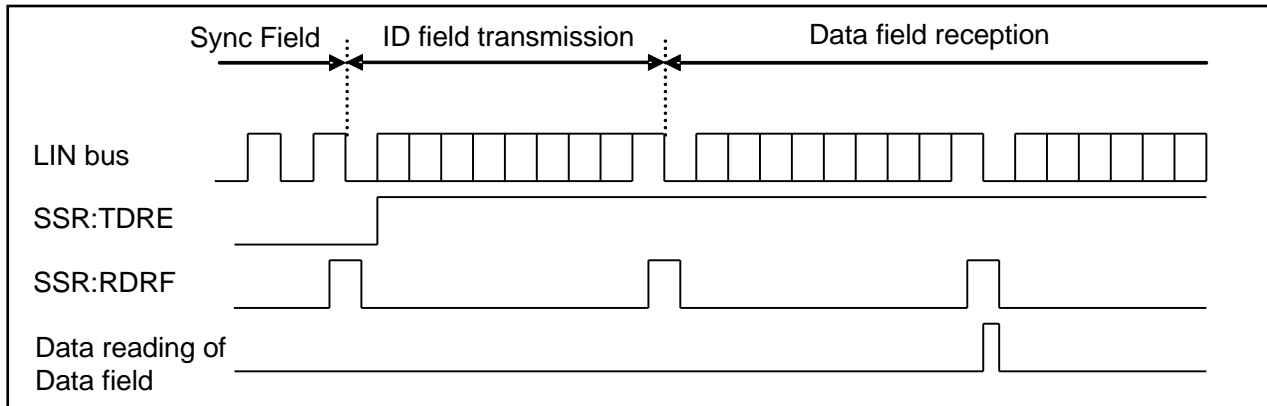 Sync Field
ID field transmission
Data field reception
LIN bus
SSR:TDRE
SSR:RDRF
Data reading of
Data field